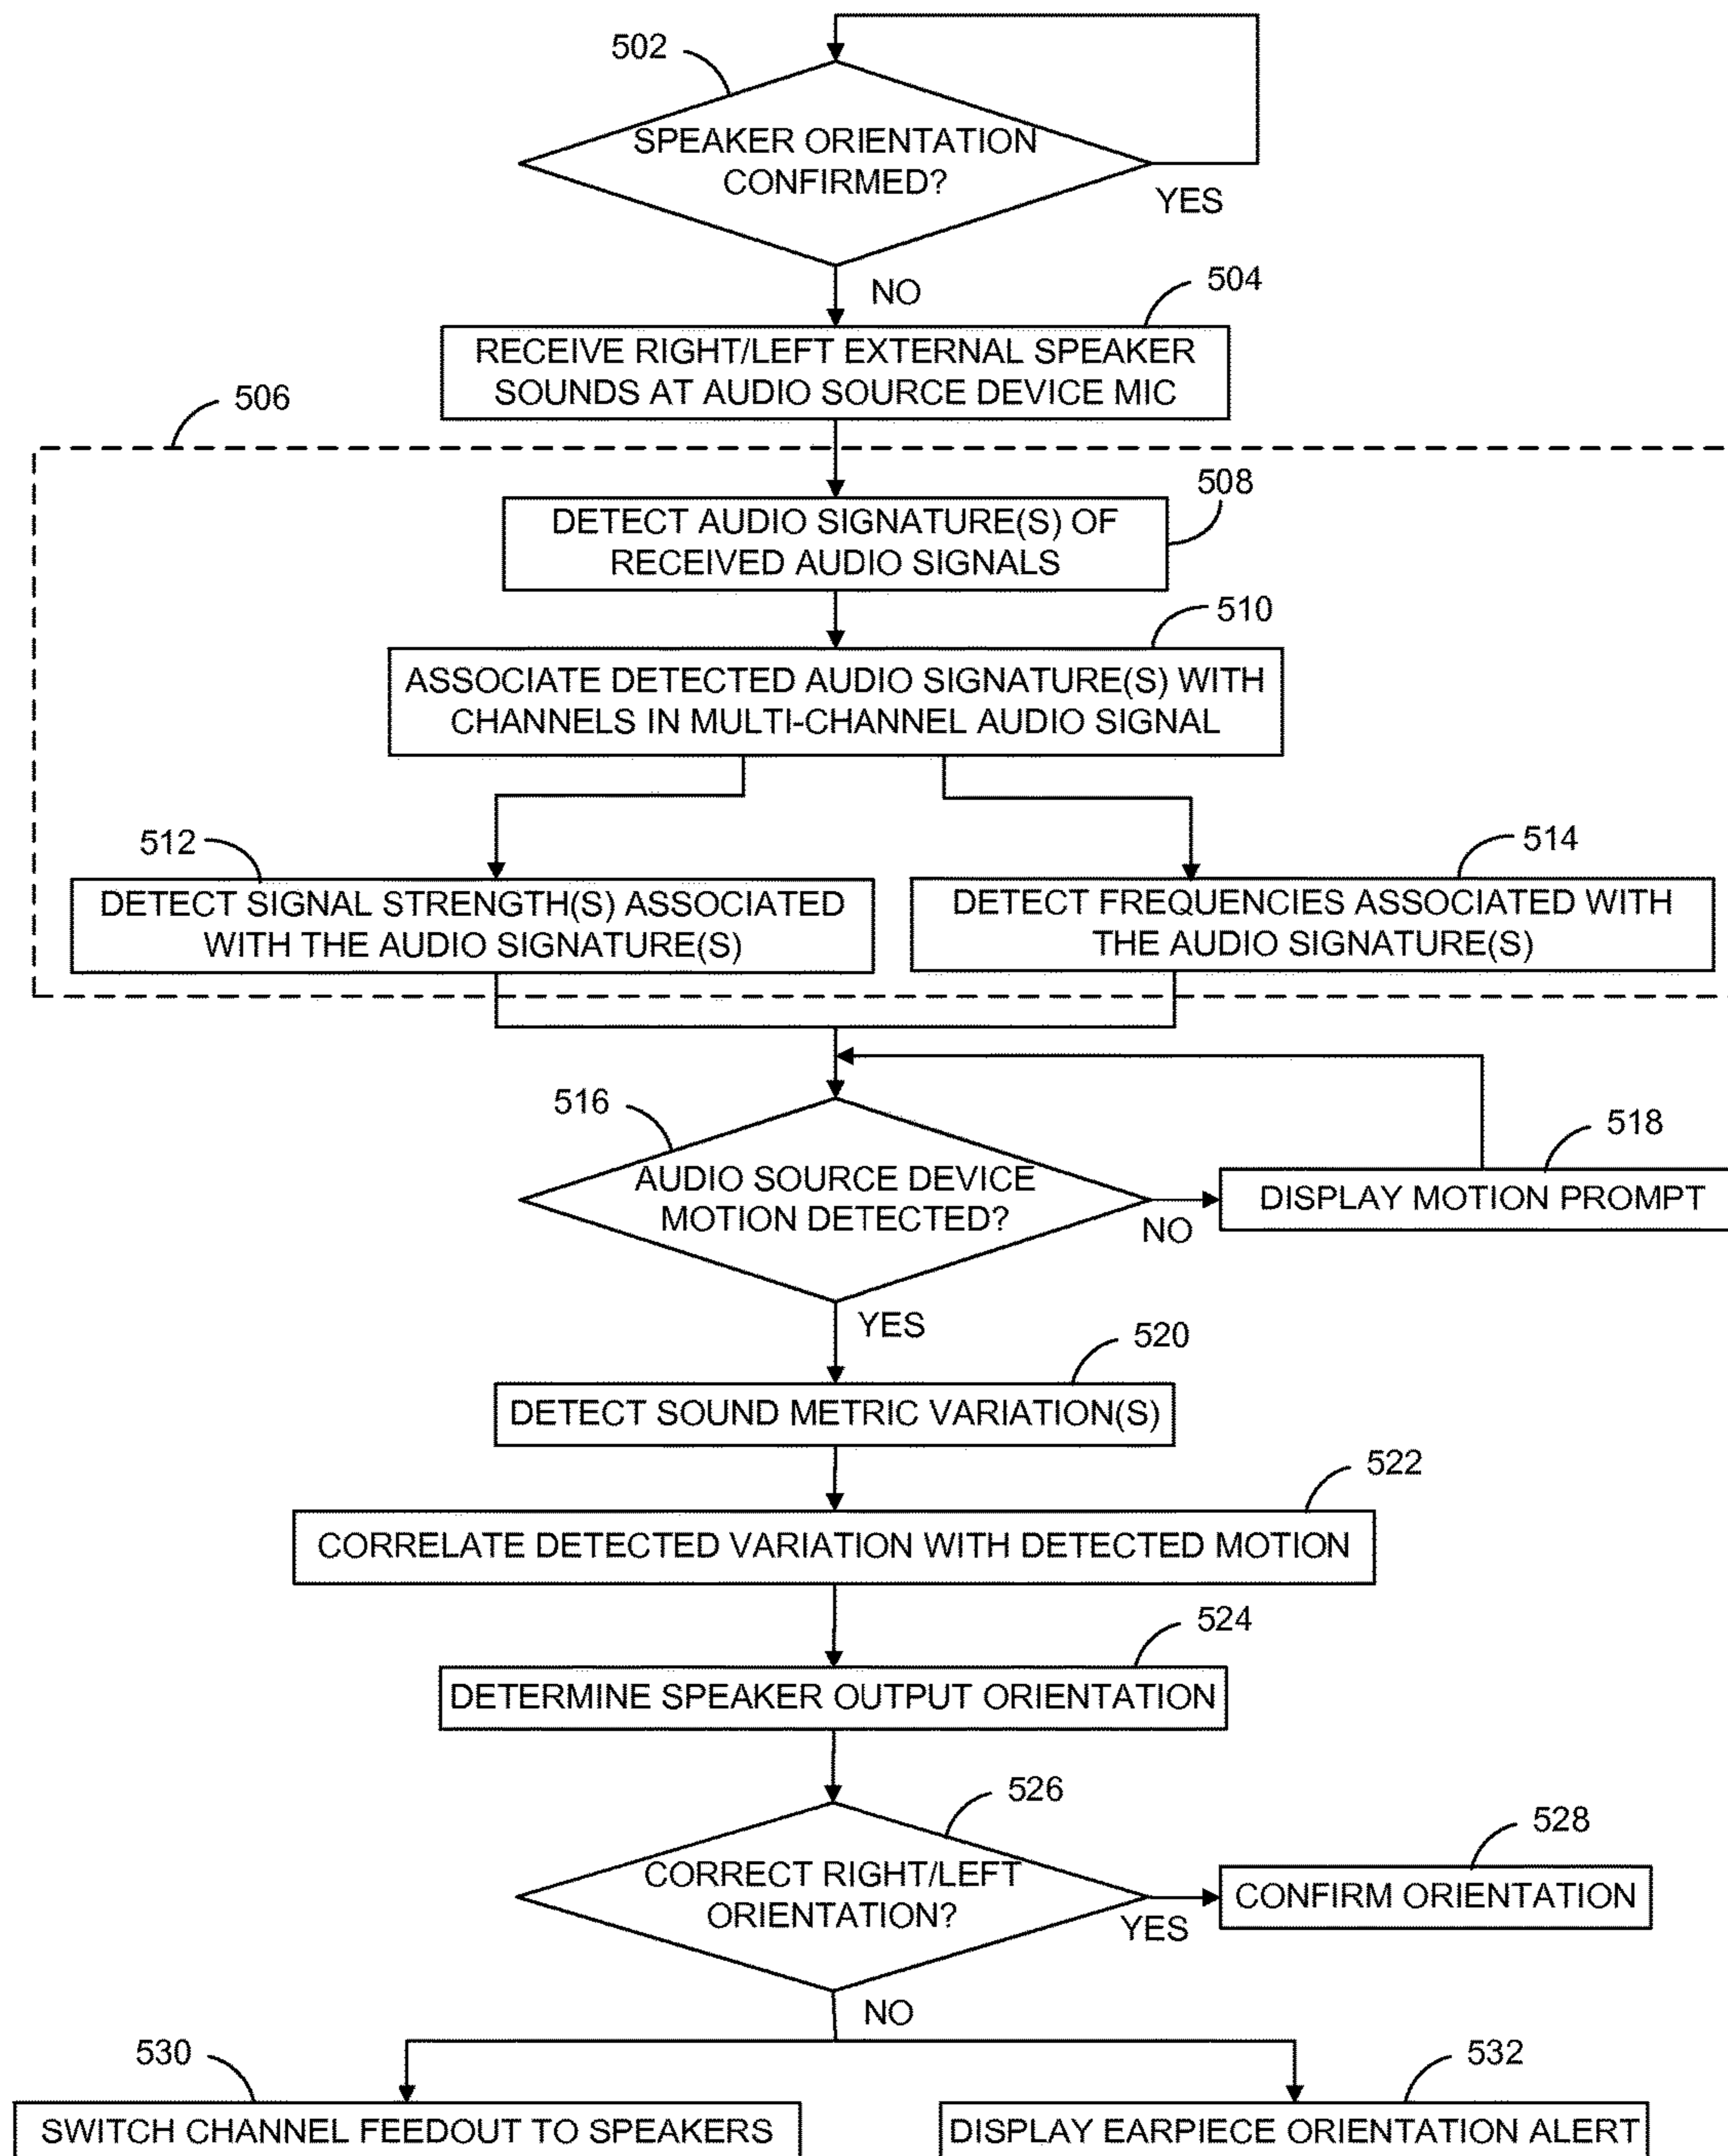 502
SPEAKER ORIENTATION
CONFIRMED?
YES
NO
504
RECEIVE RIGHT/LEFT EXTERNAL SPEAKER
SOUNDS AT AUDIO SOURCE DEVICE MIC
506
508
DETECT AUDIO SIGNATURE(S) OF
RECEIVED AUDIO SIGNALS
510
ASSOCIATE DETECTED AUDIO SIGNATURE(S) WITH
CHANNELS IN MULTI-CHANNEL AUDIO SIGNAL
512
DETECT SIGNAL STRENGTH(S) ASSOCIATED
WITH THE AUDIO SIGNATURE(S)
514
DETECT FREQUENCIES ASSOCIATED WITH
THE AUDIO SIGNATURE(S)
516
AUDIO SOURCE DEVICE
MOTION DETECTED?
NO
518
DISPLAY MOTION PROMPT
YES
520
DETECT SOUND METRIC VARIATION(S)
522
CORRELATE DETECTED VARIATION WITH DETECTED MOTION
524
DETERMINE SPEAKER OUTPUT ORIENTATION
526
CORRECT RIGHT/LEFT
ORIENTATION?
YES
528
CONFIRM ORIENTATION
NO
530
SWITCH CHANNEL FEEDOUT TO SPEAKERS
532
DISPLAY EARPIECE ORIENTATION ALERT